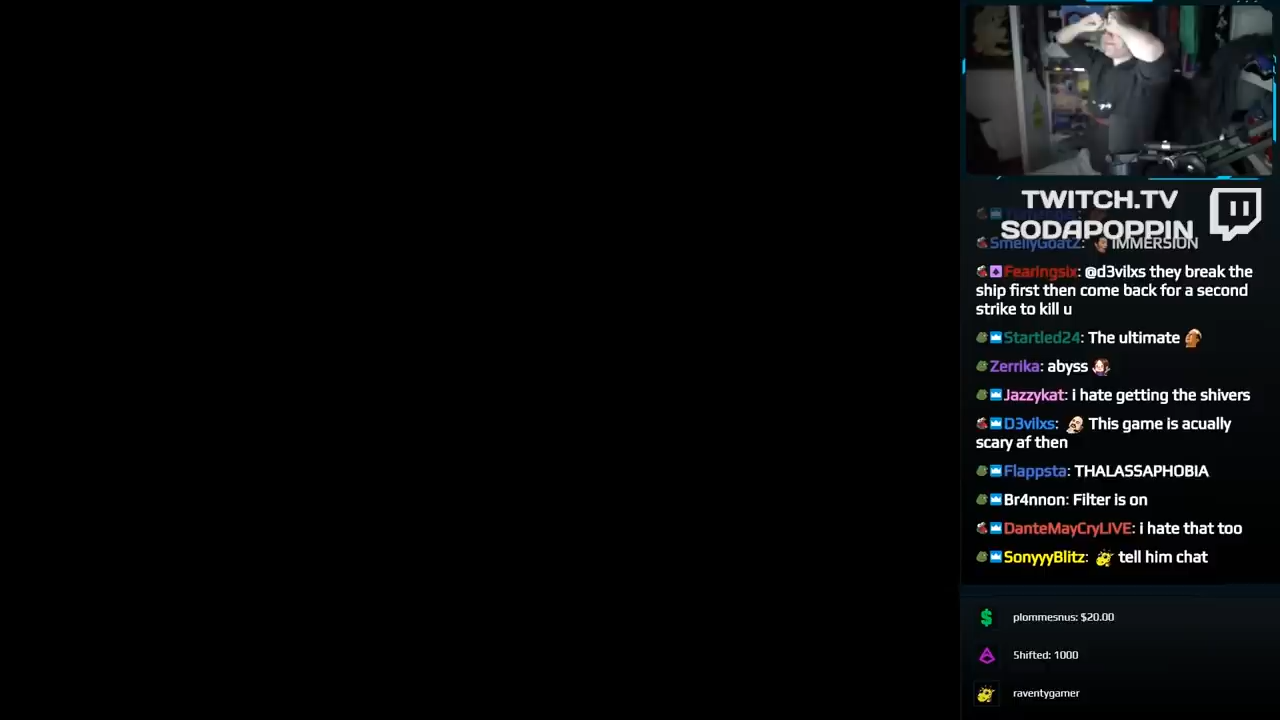 TWITCH.TV
SODAPOPPIN
SmellyGoatZ: IMMERSION
Fear1ngsix: @d3vilxs they break the
ship first then come back for a second
strike to kill u
Startled24: The ultimate
Zerrika: abyss
Jazzykat: i hate getting the shivers
D3vilxs: This game is acually
scary af then
Flappsta: THALASSAPHOBIA
Br4nnon: Filter is on
DanteMayCryLIVE: i hate that too
SonyyyBlitz: tell him chat
plommesnus: $20.00
Shifted: 1000
raventygamer